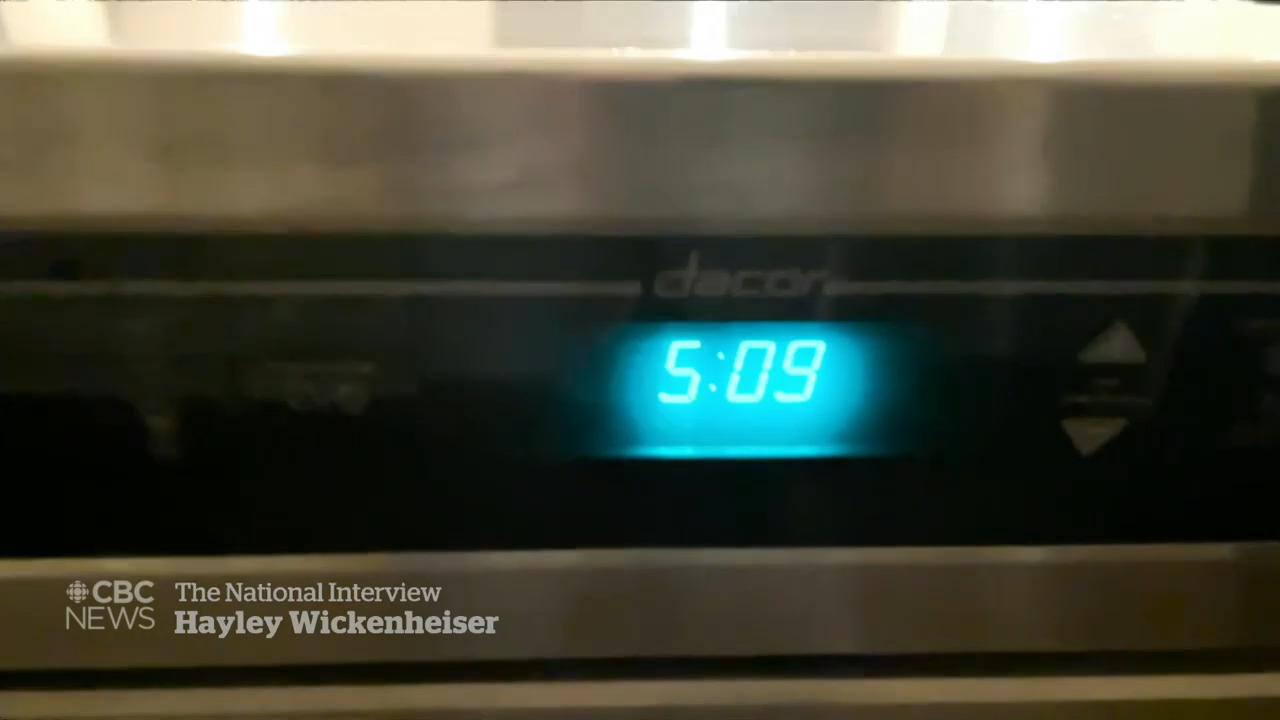 dacor
5:09
CBC
NEWS
The National Interview
Hayley Wickenheiser